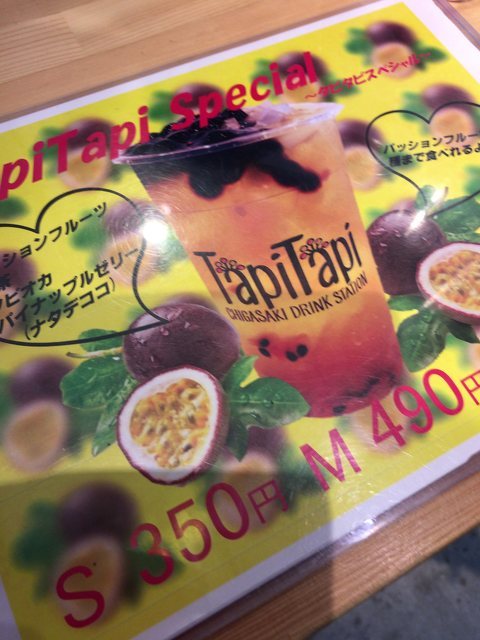 apiTapi Special
～タピタピスペシャル～
パッションフルー
種まで食べれるよ
ッションフルーツ
茶
タピオカ
パイナップルゼリー
(ナタデココ)
TapiTapi
CHIGASAKI DRINK STATION
S 350円 M 490円